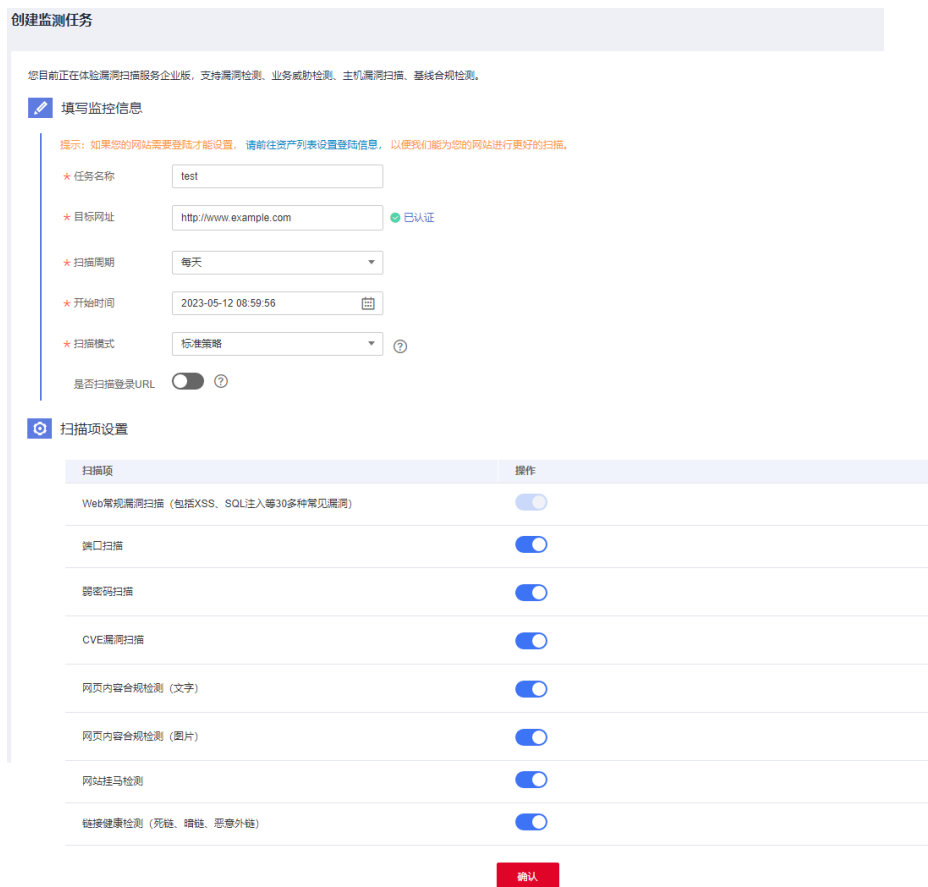 创建监测任务
您目前正在体验漏洞扫描服务企业版，支持漏洞检测、业务威胁检测、主机漏洞扫描、基线合规检测。
填写监控信息
提示：如果您的网站需要登陆才能设置，请前往资产列表设置登陆信息，以便我们能为您的网站进行更好的扫描。
★ 任务名称 test
★ 目标网址 http://www.example.com 已认证
★ 扫描周期 每天
★ 开始时间 2023-05-12 08:59:56
★ 扫描模式 标准策略 ?
是否扫描登录URL ?
扫描项设置
扫描项 操作
Web常规漏洞扫描（包括XSS、SQL注入等30多种常见漏洞）
端口扫描
弱密码扫描
CVE漏洞扫描
网页内容合规检测（文字）
网页内容合规检测（图片）
网站挂马检测
链接健康检测（死链、暗链、恶意外链）
确认